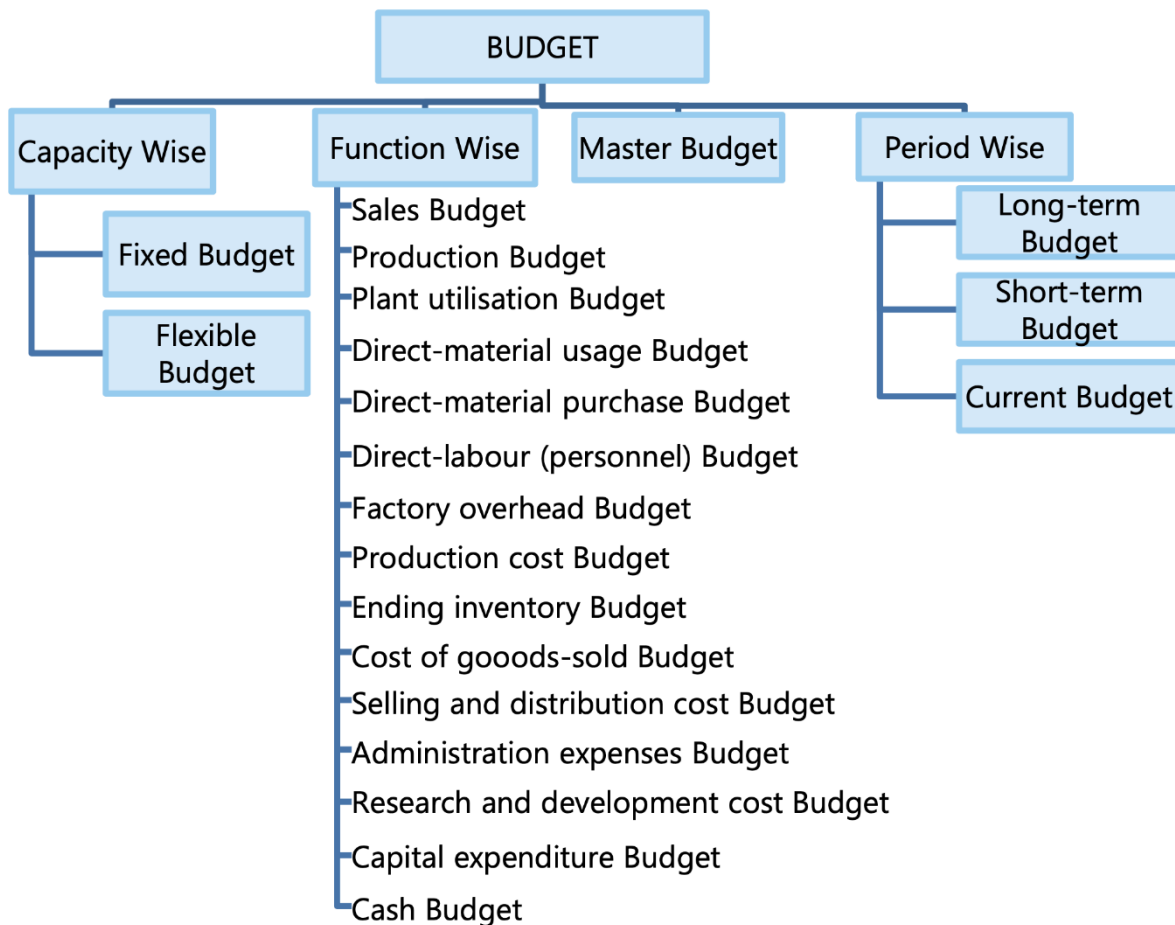 BUDGET
Capacity Wise
Fixed Budget
Flexible
Budget
Function Wise
Sales Budget
Production Budget
Plant utilisation Budget
Direct-material usage Budget
Direct-material purchase Budget
Direct-labour (personnel) Budget
Factory overhead Budget
Production cost Budget
Ending inventory Budget
Cost of gooods-sold Budget
Selling and distribution cost Budget
Administration expenses Budget
Research and development cost Budget
Capital expenditure Budget
Cash Budget
Master Budget
Period Wise
Long-term
Budget
Short-term
Budget
Current Budget